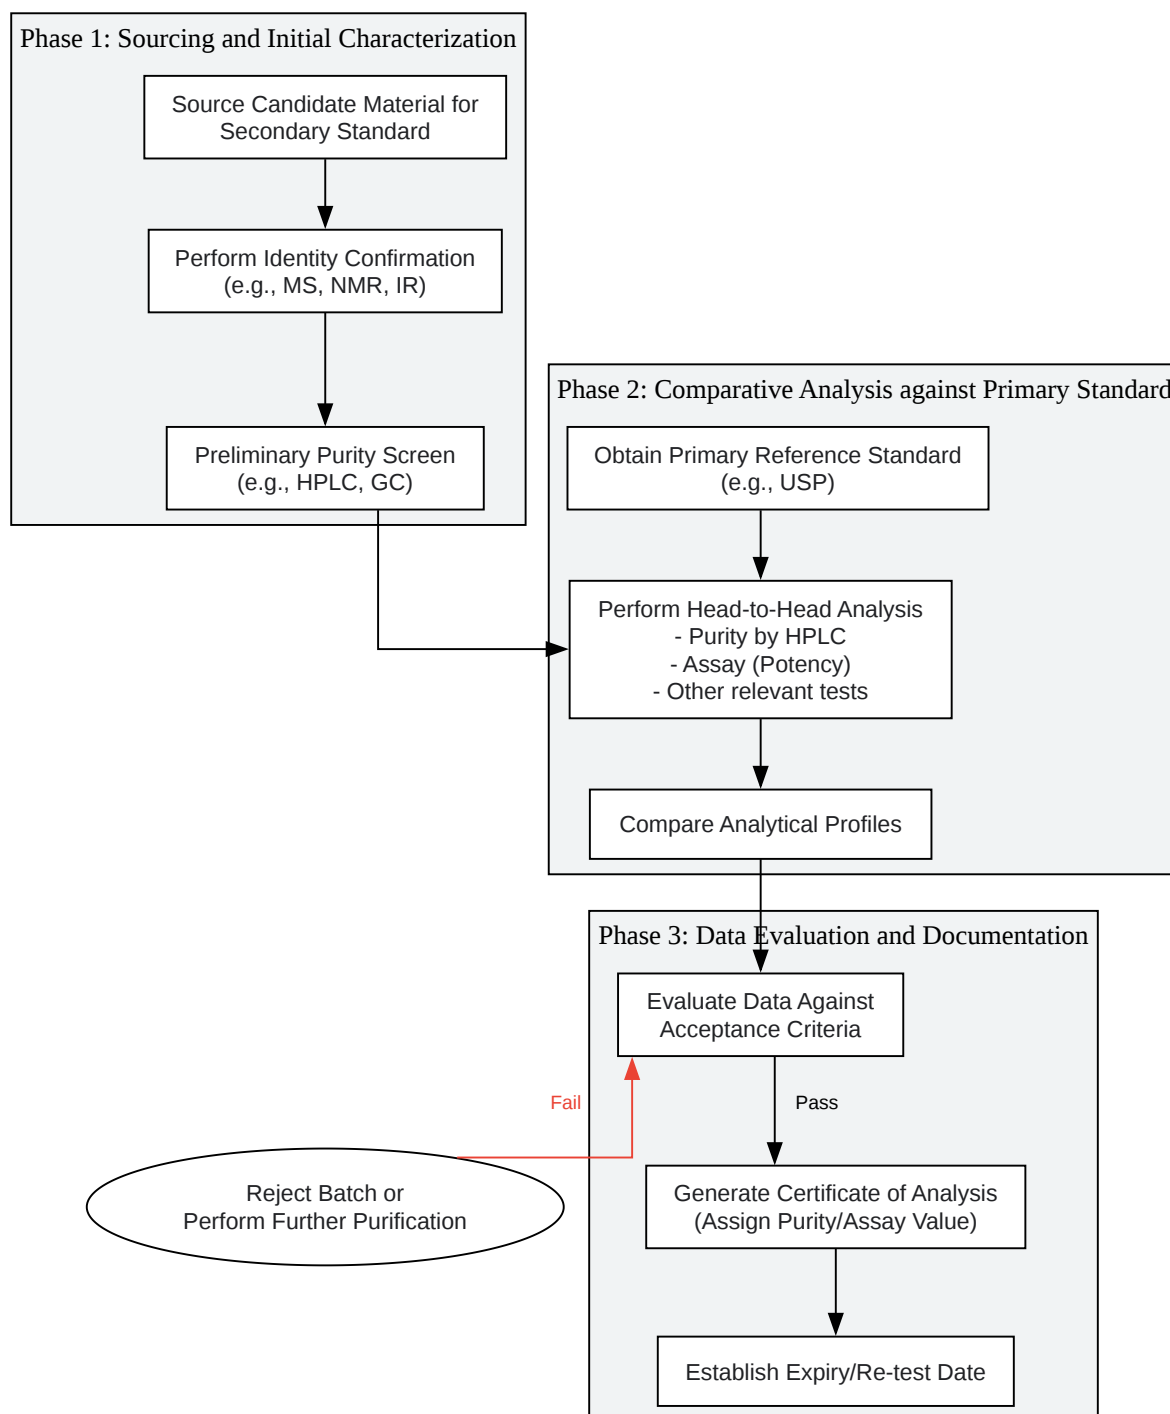 Phase 1: Sourcing and Initial Characterization
Source Candidate Material for
Secondary Standard
Perform Identity Confirmation
(e.g., MS, NMR, IR)
Preliminary Purity Screen
(e.g., HPLC, GC)
Phase 2: Comparative Analysis against Primary Standard
Obtain Primary Reference Standard
(e.g., USP)
Perform Head-to-Head Analysis
- Purity by HPLC
- Assay (Potency)
- Other relevant tests
Compare Analytical Profiles
Phase 3: Data Evaluation and Documentation
Evaluate Data Against
Acceptance Criteria
Fail
Pass
Reject Batch or
Perform Further Purification
Generate Certificate of Analysis
(Assign Purity/Assay Value)
Establish Expiry/Re-test Date